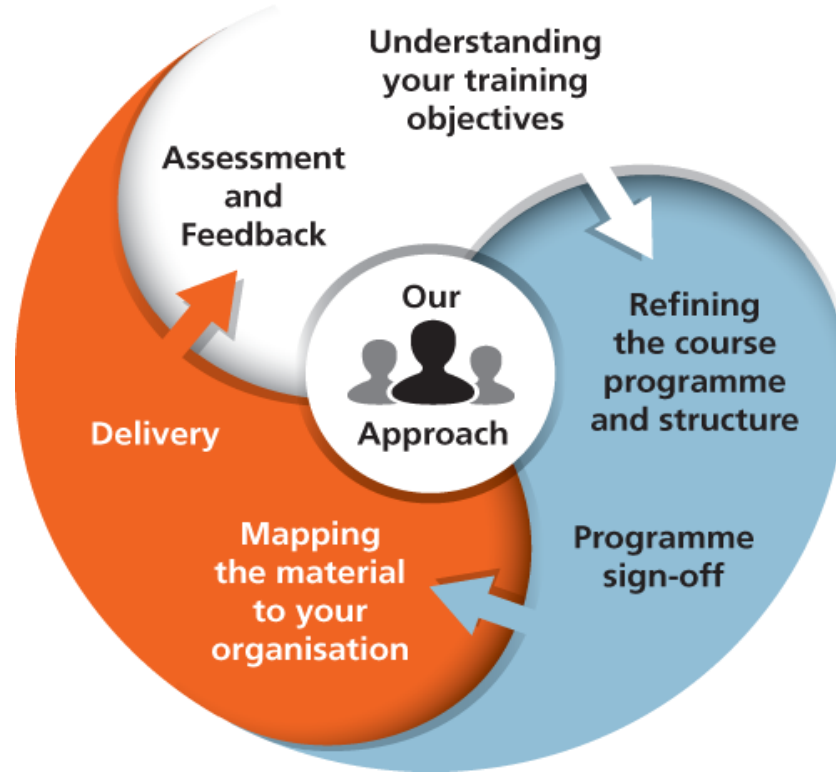 Understanding
your training
objectives
Assessment
and
Feedback
Our
Approach
Refining
the course
programme
and structure
Programme
sign-off
Mapping
the material
to your
organisation
Delivery